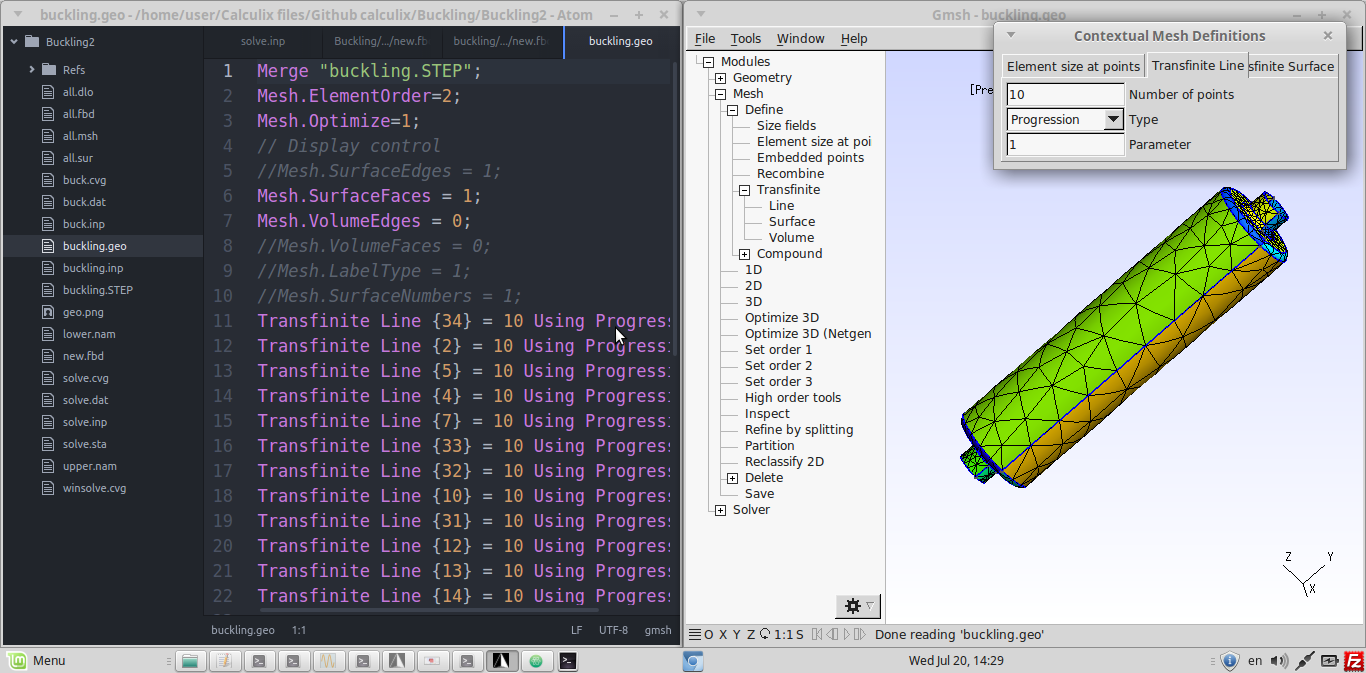 buckling.geo - /home/user/Calculix files/Github calculix/Buckling/Buckling2 - Atom
Buckling2
Refs
all.dlo
all.fbd
all.msh
all.sur
buck.cvg
buck.dat
buck.inp
buckling.geo
buckling.inp
buckling.STEP
geo.png
lower.nam
new.fbd
solve.cvg
solve.dat
solve.inp
solve.sta
upper.nam
winsolve.cvg
solve.inp
Buckling/.../new.fb
buckling/.../new.fb
buckling.geo
1 Merge "buckling.STEP";
2 Mesh.ElementOrder=2;
3 Mesh.Optimize=1;
4 // Display control
5 //Mesh.SurfaceEdges = 1;
6 Mesh.SurfaceFaces = 1;
7 Mesh.VolumeEdges = 0;
8 //Mesh.VolumeFaces = 0;
9 //Mesh.LabelType = 1;
10 //Mesh.SurfaceNumbers = 1;
11 Transfinite Line {34} = 10 Using Progress
12 Transfinite Line {2} = 10 Using Progressi
13 Transfinite Line {5} = 10 Using Progressi
14 Transfinite Line {4} = 10 Using Progressi
15 Transfinite Line {7} = 10 Using Progressi
16 Transfinite Line {33} = 10 Using Progress
17 Transfinite Line {32} = 10 Using Progress
18 Transfinite Line {10} = 10 Using Progress
19 Transfinite Line {31} = 10 Using Progress
20 Transfinite Line {12} = 10 Using Progress
21 Transfinite Line {13} = 10 Using Progress
22 Transfinite Line {14} = 10 Using Progress
buckling.geo 1:1
LF UTF-8 gmsh
Gmsh - buckling.geo
File Tools Window Help
Modules
Geometry
Mesh
Define
Size fields
Element size at poi
Embedded points
Recombine
Transfinite
Line
Surface
Volume
Compound
1D
2D
3D
Optimize 3D
Optimize 3D (Netgen
Set order 1
Set order 2
Set order 3
High order tools
Inspect
Refine by splitting
Partition
Reclassify 2D
Delete
Save
Solver
[Pre
Contextual Mesh Definitions
Element size at points
Transfinite Line
sfinite Surface
10 Number of points
Progression Type
1 Parameter
Z
Y
X
O X Y Z 1:1 S Done reading 'buckling.geo'
Menu
Wed Jul 20, 14:29
en